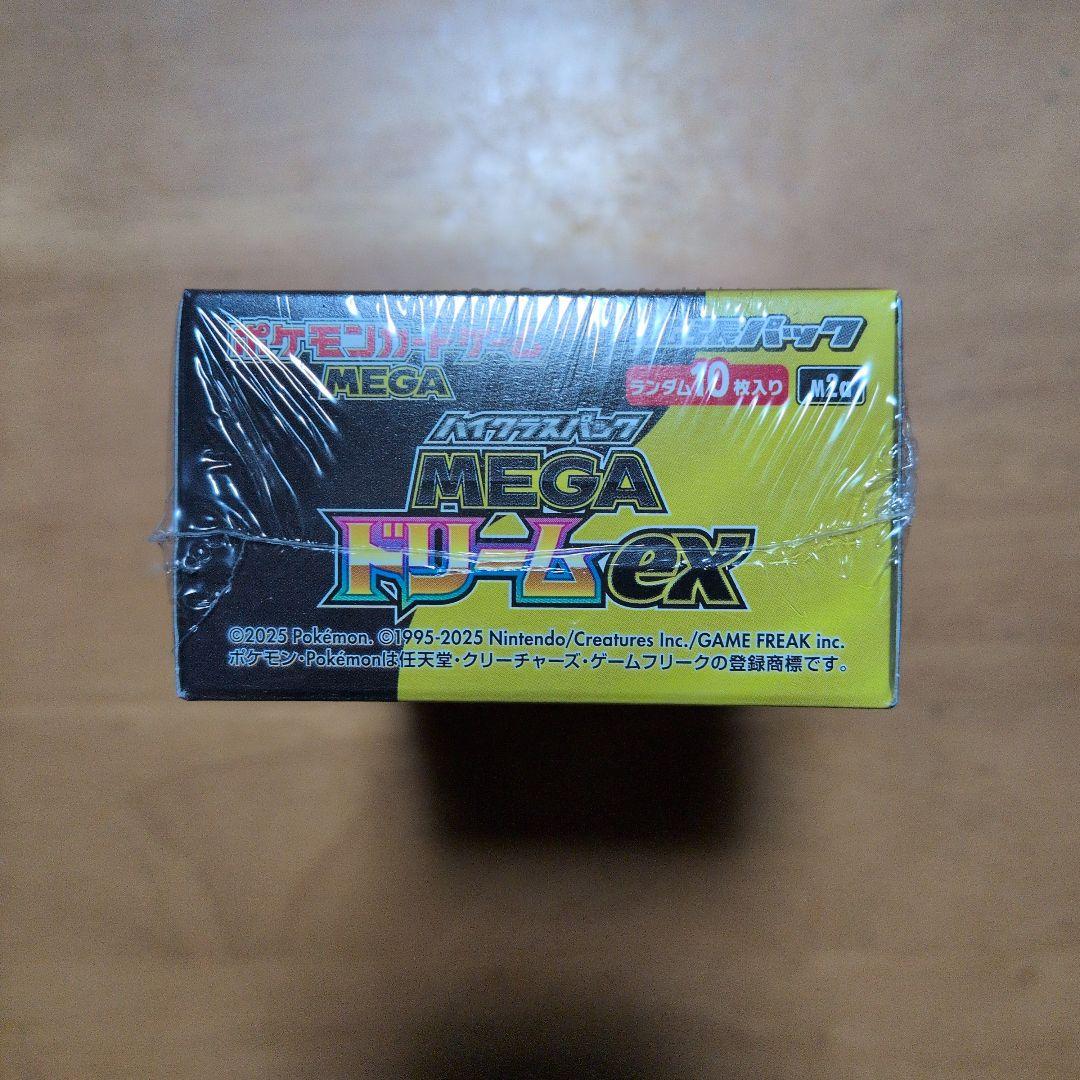 ポケモンカードゲーム
MEGA
拡張パック
ランダム10枚入り
M2a
ハイクラスパック
MEGA
ドリームex
©2025 Pokémon. ©1995-2025 Nintendo/Creatures Inc./GAME FREAK inc.
ポケモン・Pokémonは任天堂・クリーチャーズ・ゲームフリークの登録商標です。